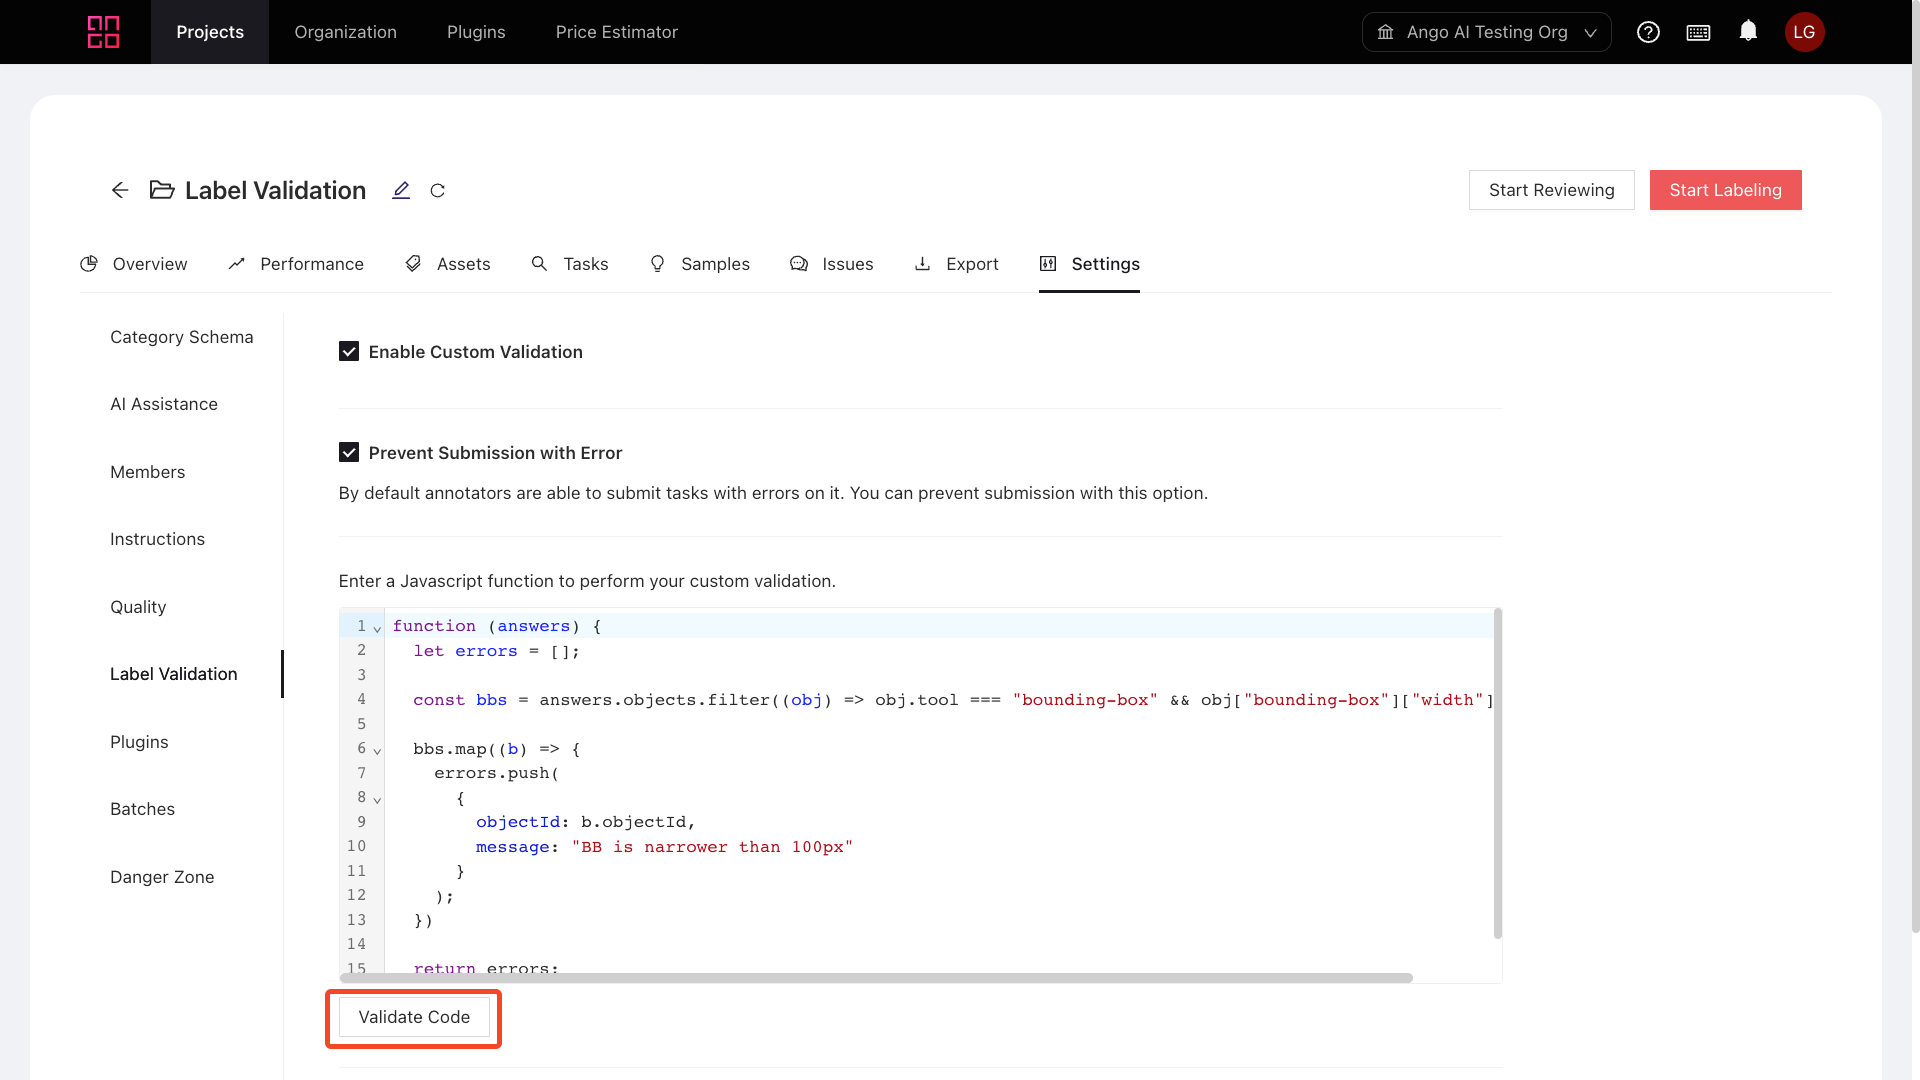 Projects Organization Plugins Price Estimator Ango AI Testing Org LG
Label Validation Start Reviewing Start Labeling
Overview Performance Assets Tasks Samples Issues Export Settings
Category Schema
AI Assistance
Members
Instructions
Quality
Label Validation
Plugins
Batches
Danger Zone
Enable Custom Validation
Prevent Submission with Error
By default annotators are able to submit tasks with errors on it. You can prevent submission with this option.
Enter a Javascript function to perform your custom validation.
1 function (answers) {
2 let errors = [];
3
4 const bbs = answers.objects.filter((obj) => obj.tool === "bounding-box" && obj["bounding-box"]["width"]
5
6 bbs.map((b) => {
7 errors.push(
8 {
9 objectId: b.objectId,
10 message: "BB is narrower than 100px"
11 }
12 );
13 })
14
15 return errors;
Validate Code